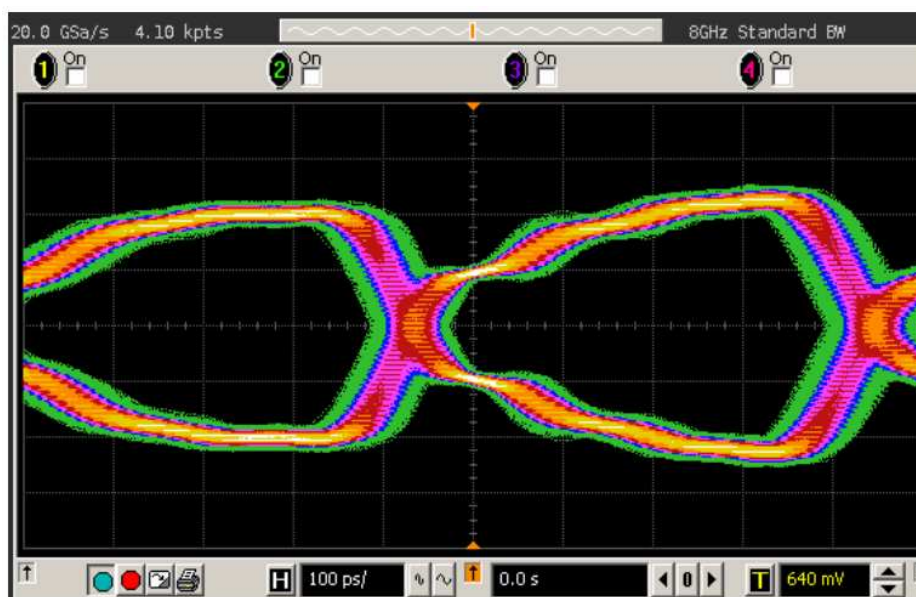 20.0 GSa/s 4.10 kpts 8GHz Standard BW
1 On 2 On 3 On 4 On
H 100 ps/ 0.0 s 0 T 640 mV